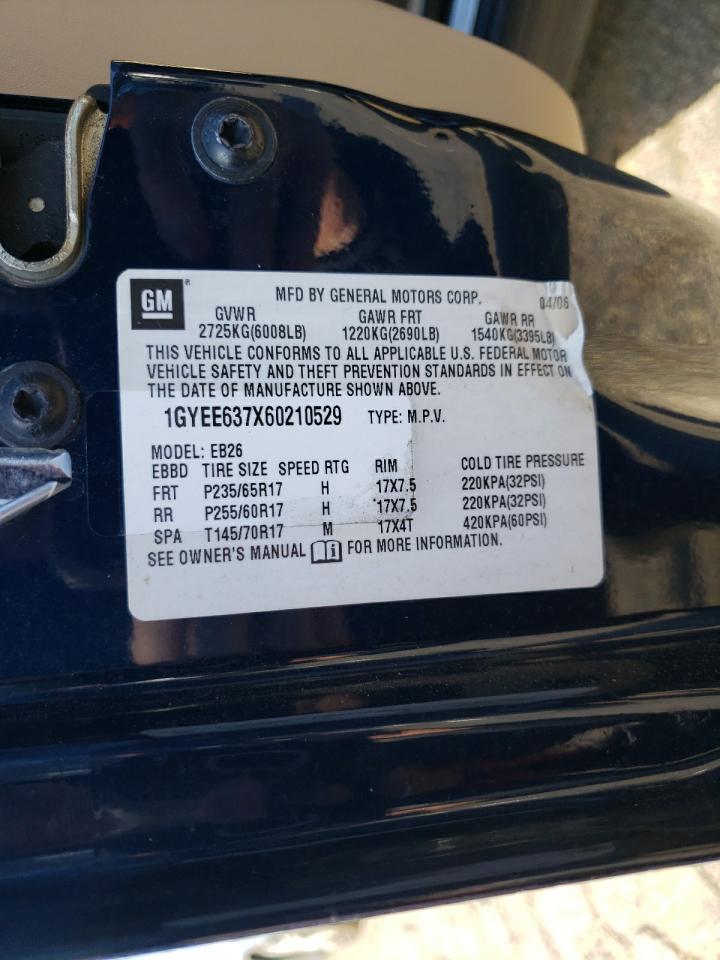 GM ® MFD BY GENERAL MOTORS CORP. 04/06
GVWR GAWR FRT GAWR RR
2725KG(6008LB) 1220KG(2690LB) 1540KG(3395LB)
THIS VEHICLE CONFORMS TO ALL APPLICABLE U.S. FEDERAL MOTOR
VEHICLE SAFETY AND THEFT PREVENTION STANDARDS IN EFFECT ON
THE DATE OF MANUFACTURE SHOWN ABOVE.
1GYEE637X60210529 TYPE: M.P.V.
MODEL: EB26
EBBD TIRE SIZE SPEED RTG RIM COLD TIRE PRESSURE
FRT P235/65R17 H 17X7.5 220KPA(32PSI)
RR P255/60R17 H 17X7.5 220KPA(32PSI)
SPA T145/70R17 M 17X4T 420KPA(60PSI)
SEE OWNER'S MANUAL i FOR MORE INFORMATION.